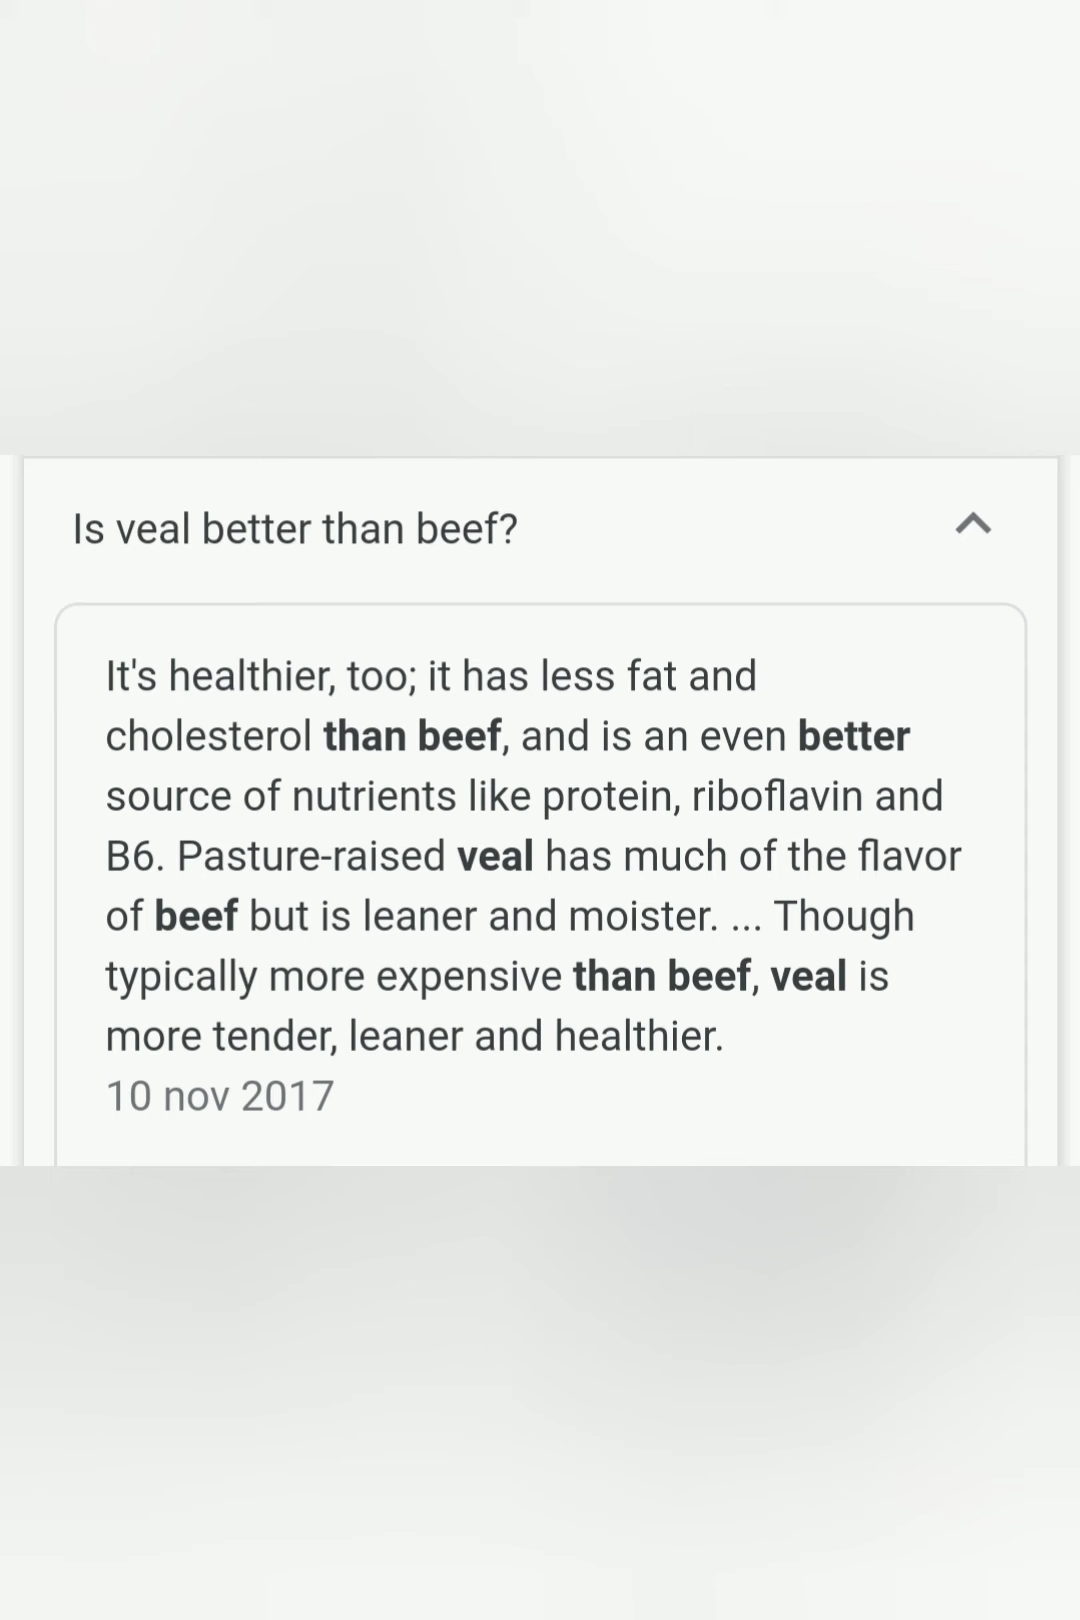 Is veal better than beef?
It's healthier, too; it has less fat and
cholesterol than beef, and is an even better
source of nutrients like protein, riboflavin and
B6. Pasture-raised veal has much of the flavor
of beef but is leaner and moister. ... Though
typically more expensive than beef, veal is
more tender, leaner and healthier.
10 nov 2017